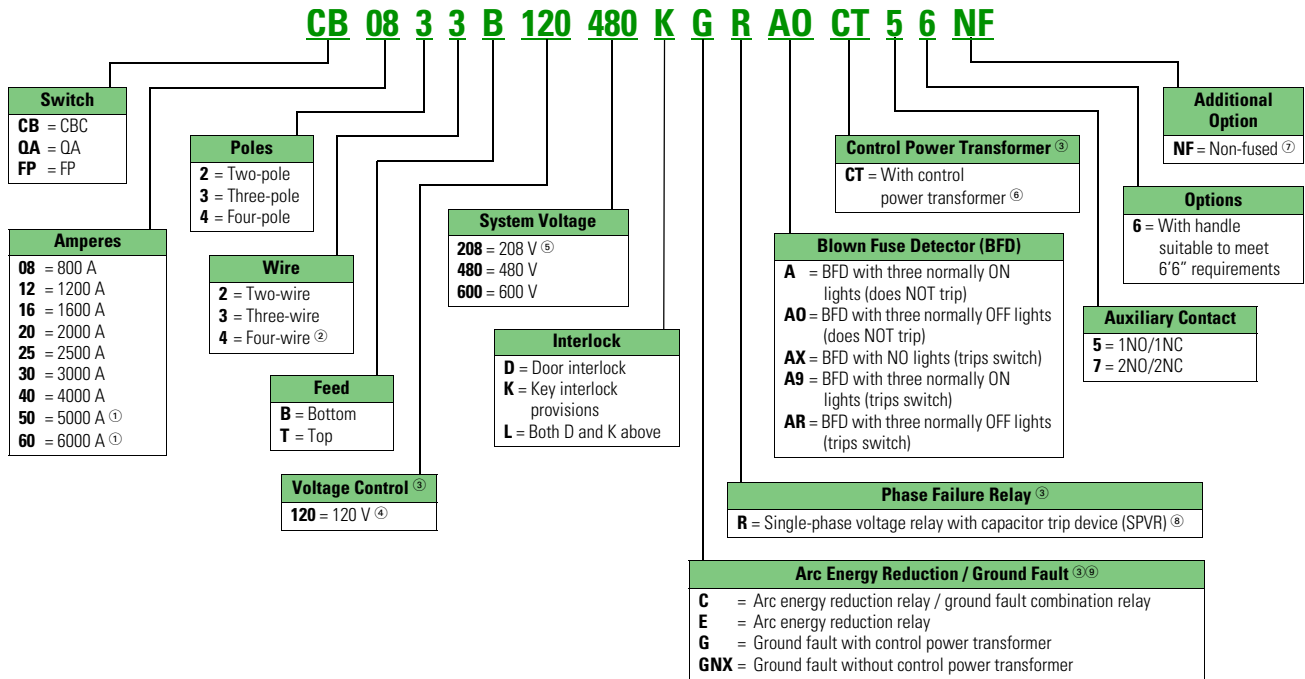 CB 08 3 3 B 120 480 K G R AO CT 5 6 NF
Switch
CB = CBC
QA = QA
FP = FP
Amperes
08 = 800 A
12 = 1200 A
16 = 1600 A
20 = 2000 A
25 = 2500 A
30 = 3000 A
40 = 4000 A
50 = 5000 A ①
60 = 6000 A ①
Poles
2 = Two-pole
3 = Three-pole
4 = Four-pole
Wire
2 = Two-wire
3 = Three-wire
4 = Four-wire ②
Feed
B = Bottom
T = Top
Voltage Control ③
120 = 120 V ④
System Voltage
208 = 208 V ⑤
480 = 480 V
600 = 600 V
Interlock
D = Door interlock
K = Key interlock
provisions
L = Both D and K above
Arc Energy Reduction / Ground Fault ③⑨
C = Arc energy reduction relay / ground fault combination relay
E = Arc energy reduction relay
G = Ground fault with control power transformer
GNX = Ground fault without control power transformer
Phase Failure Relay ③
R = Single-phase voltage relay with capacitor trip device (SPVR) ⑧
Blown Fuse Detector (BFD)
A = BFD with three normally ON
lights (does NOT trip)
AO = BFD with three normally OFF lights
(does NOT trip)
AX = BFD with NO lights (trips switch)
A9 = BFD with three normally ON
lights (trips switch)
AR = BFD with three normally OFF lights
(trips switch)
Control Power Transformer ③
CT = With control
power transformer ⑥
Auxiliary Contact
5 = 1NO/1NC
7 = 2NO/2NC
Options
6 = With handle
suitable to meet
6'6" requirements
Additional
Option
NF = Non-fused ⑦